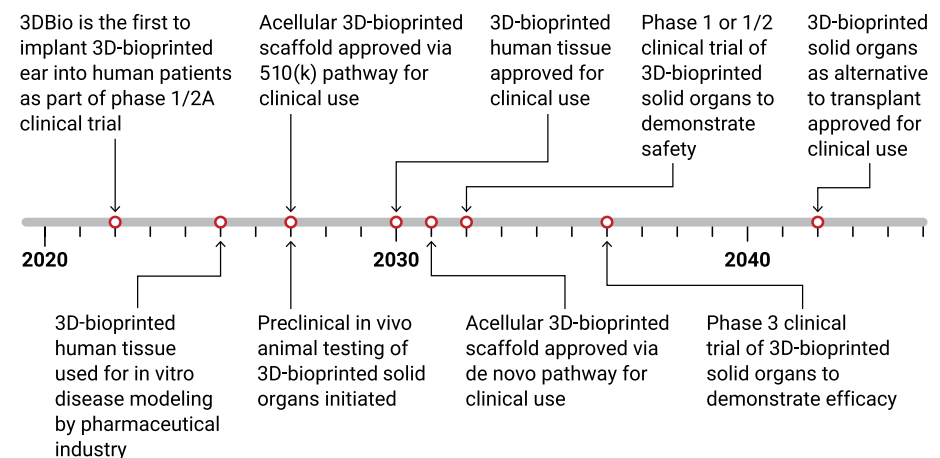 3DBio is the first to
implant 3D-bioprinted
ear into human patients
as part of phase 1/2A
clinical trial
Acellular 3D-bioprinted
scaffold approved via
510(k) pathway for
clinical use
3D-bioprinted
human tissue
approved for
clinical use
Phase 1 or 1/2
clinical trial of
3D-bioprinted
solid organs to
demonstrate
safety
3D-bioprinted
solid organs
as alternative
to transplant
approved for
clinical use
2020
2030
2040
3D-bioprinted
human tissue
used for in vitro
disease modeling
by pharmaceutical
industry
Preclinical in vivo
animal testing of
3D-bioprinted solid
organs initiated
Acellular 3D-bioprinted
scaffold approved via
de novo pathway for
clinical use
Phase 3 clinical
trial of 3D-bioprinted
solid organs to
demonstrate efficacy